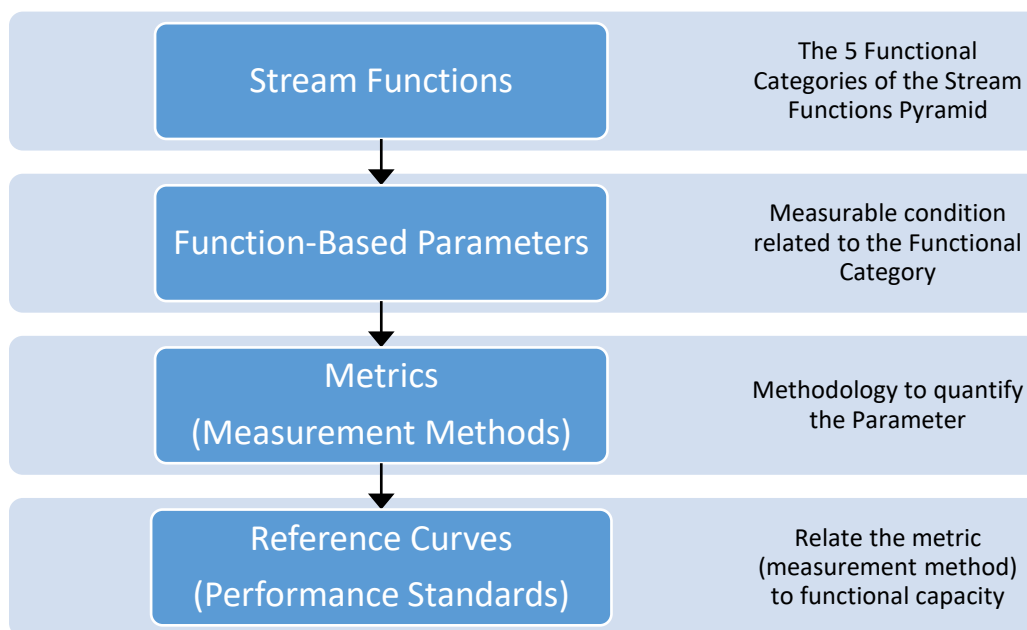 Stream Functions
The 5 Functional
Categories of the Stream
Functions Pyramid
Function-Based Parameters
Measurable condition
related to the Functional
Category
Metrics
(Measurement Methods)
Methodology to quantify
the Parameter
Reference Curves
(Performance Standards)
Relate the metric
(measurement method)
to functional capacity